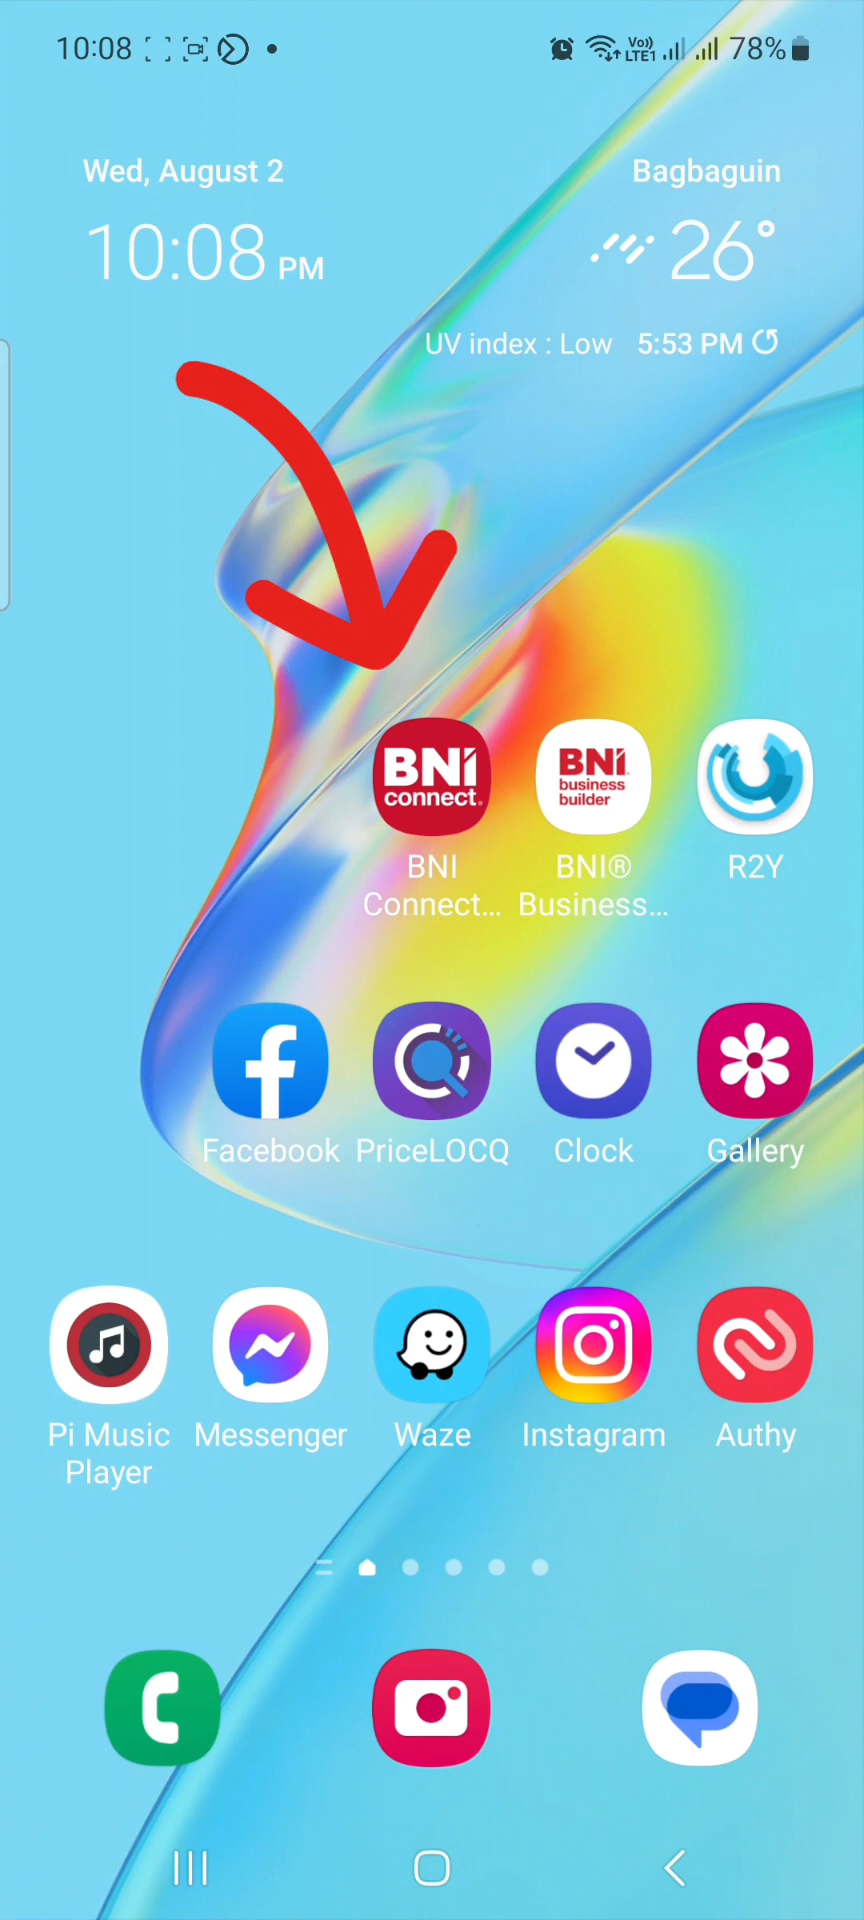 10:08
Vo)) LTE1
78%
Wed, August 2
Bagbaguin
10:08 PM
26°
UV index : Low 5:53 PM
BNI connect.
BNI business builder
BNI Connect...
BNI® Business...
R2Y
Facebook
PriceLOCQ
Clock
Gallery
Pi Music Player
Messenger
Waze
Instagram
Authy